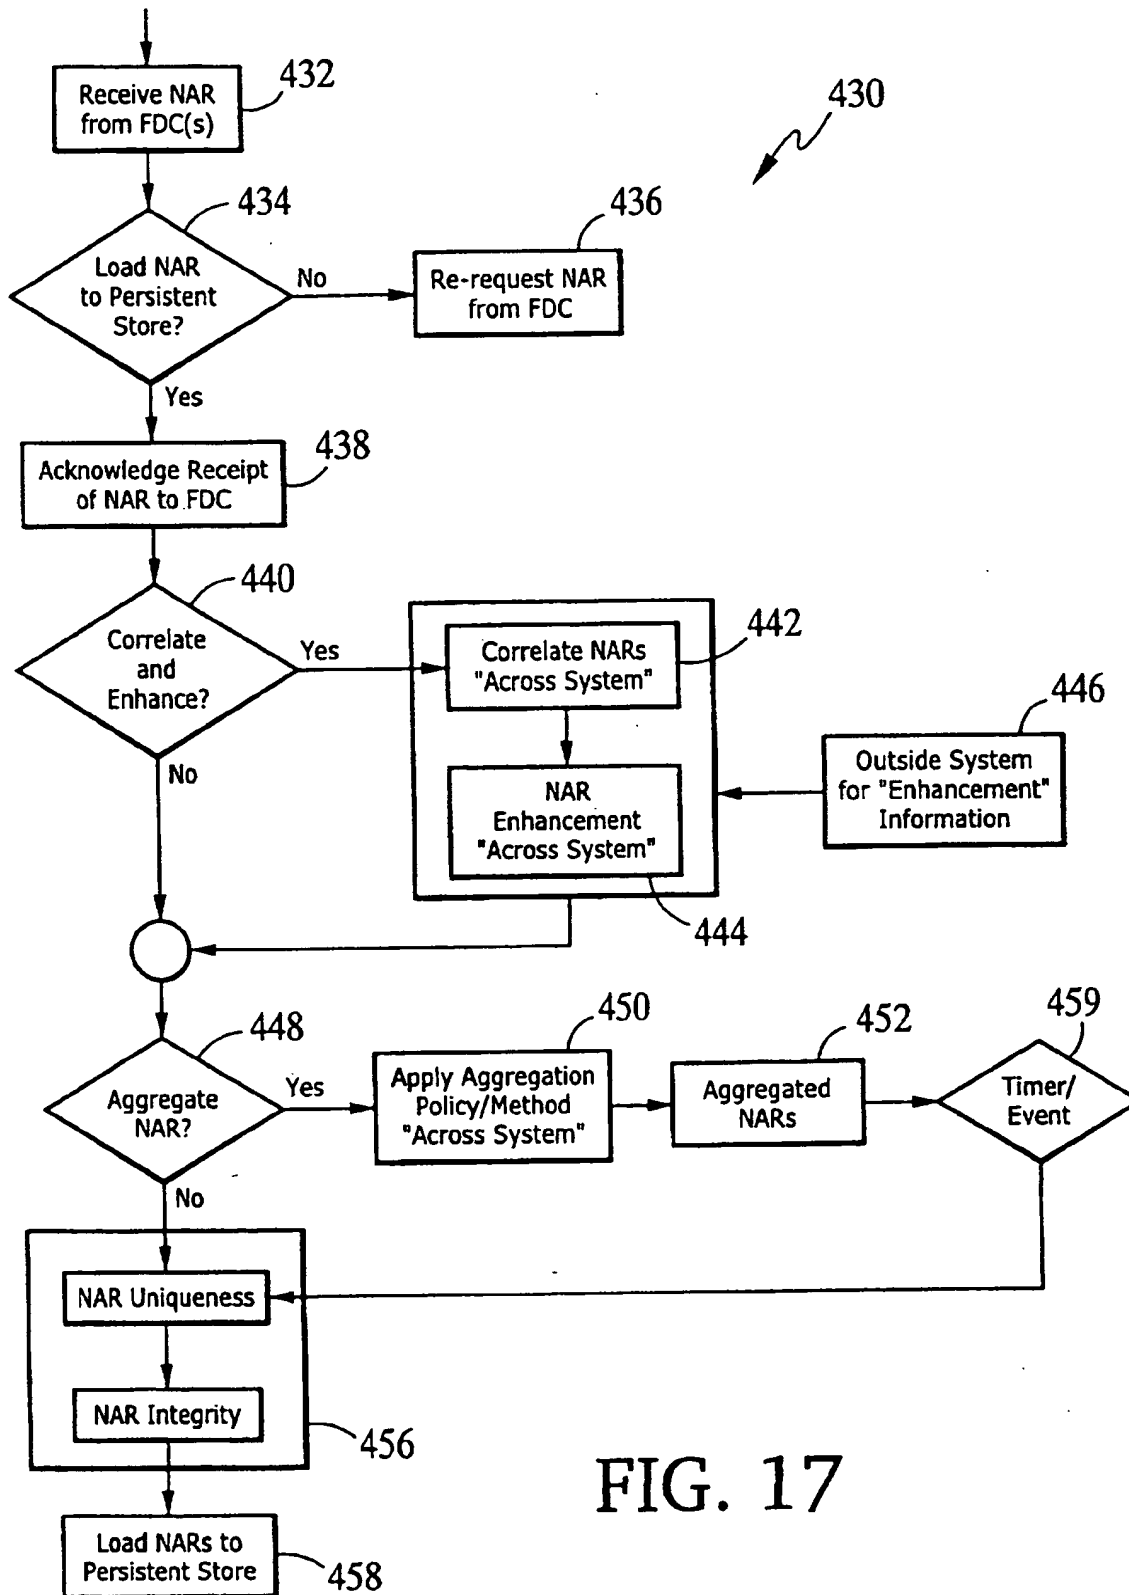 432
Receive NAR
from FDC(s)
430
434
436
Load NAR
to Persistent
Store?
No
Re-request NAR
from FDC
Yes
438
Acknowledge Receipt
of NAR to FDC
440
442
Correlate
and
Enhance?
Yes
Correlate NARs
"Across System"
446
No
NAR
Enhancement
"Across System"
Outside System
for "Enhancement"
Information
444
448
450
452
459
Aggregate
NAR?
Yes
Apply Aggregation
Policy/Method
"Across System"
Aggregated
NARs
Timer/
Event
No
NAR Uniqueness
NAR Integrity
456
FIG. 17
Load NARs to
Persistent Store
458